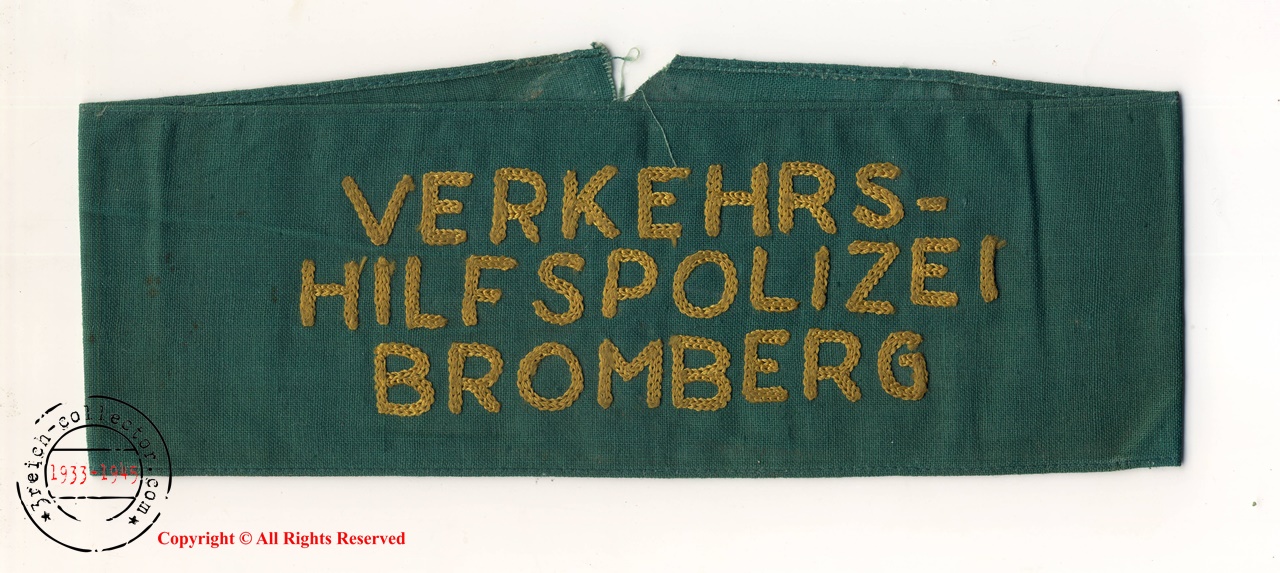 VERKEHRS-
HILFSPOLIZEI
BROMBERG
3reich-collector.com
1933-1945
Copyright © All Rights Reserved